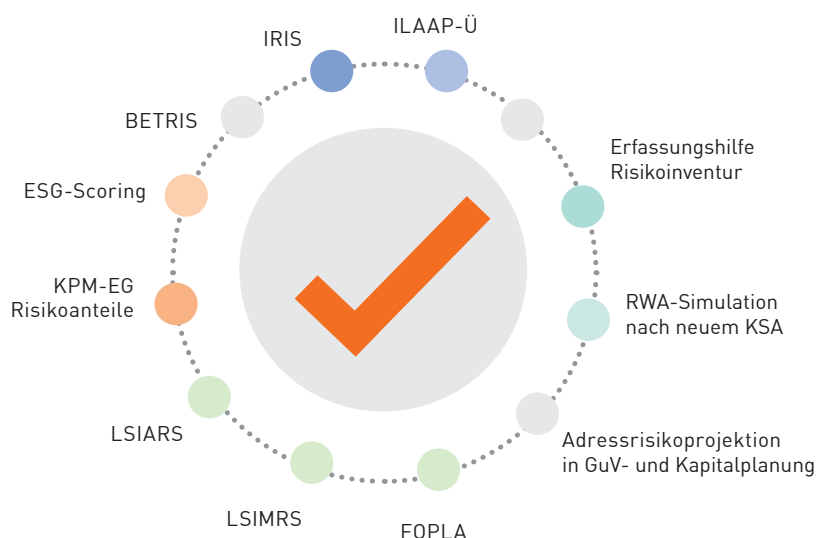 ILAAP-Ü
IRIS
BETRIS
Erfassungshilfe
Risikoinventur
ESG-Scoring
KPM-EG
Risikoanteile
RWA-Simulation
nach neuem KSA
LSIARS
Adressrisikoprojektion
in GuV- und Kapitalplanung
LSIMRS
FOPLA